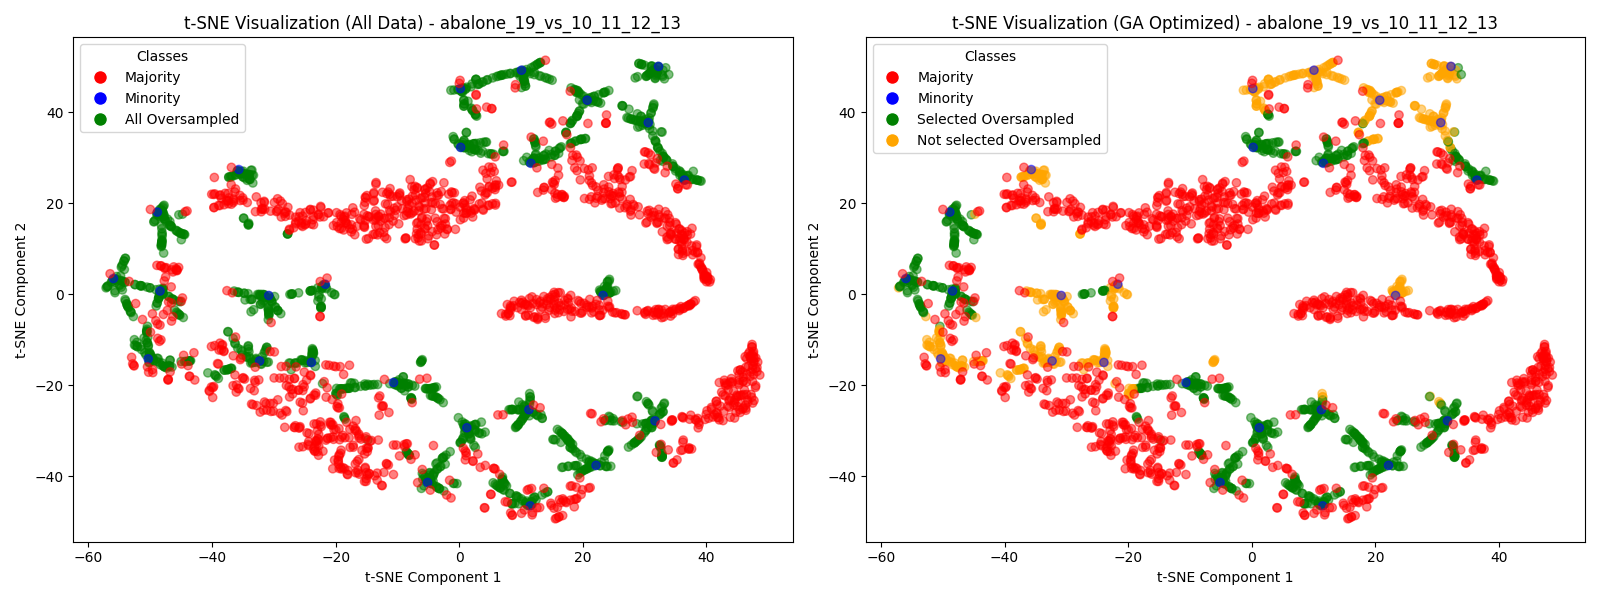 t-SNE Visualization (All Data) - abalone_19_vs_10_11_12_13
Classes
Majority
Minority
All Oversampled
t-SNE Component 2
40
20
0
−20
−40
−60
−40
−20
0
20
40
t-SNE Component 1
t-SNE Visualization (GA Optimized) - abalone_19_vs_10_11_12_13
Classes
Majority
Minority
Selected Oversampled
Not selected Oversampled
t-SNE Component 2
40
20
0
−20
−40
−60
−40
−20
0
20
40
t-SNE Component 1